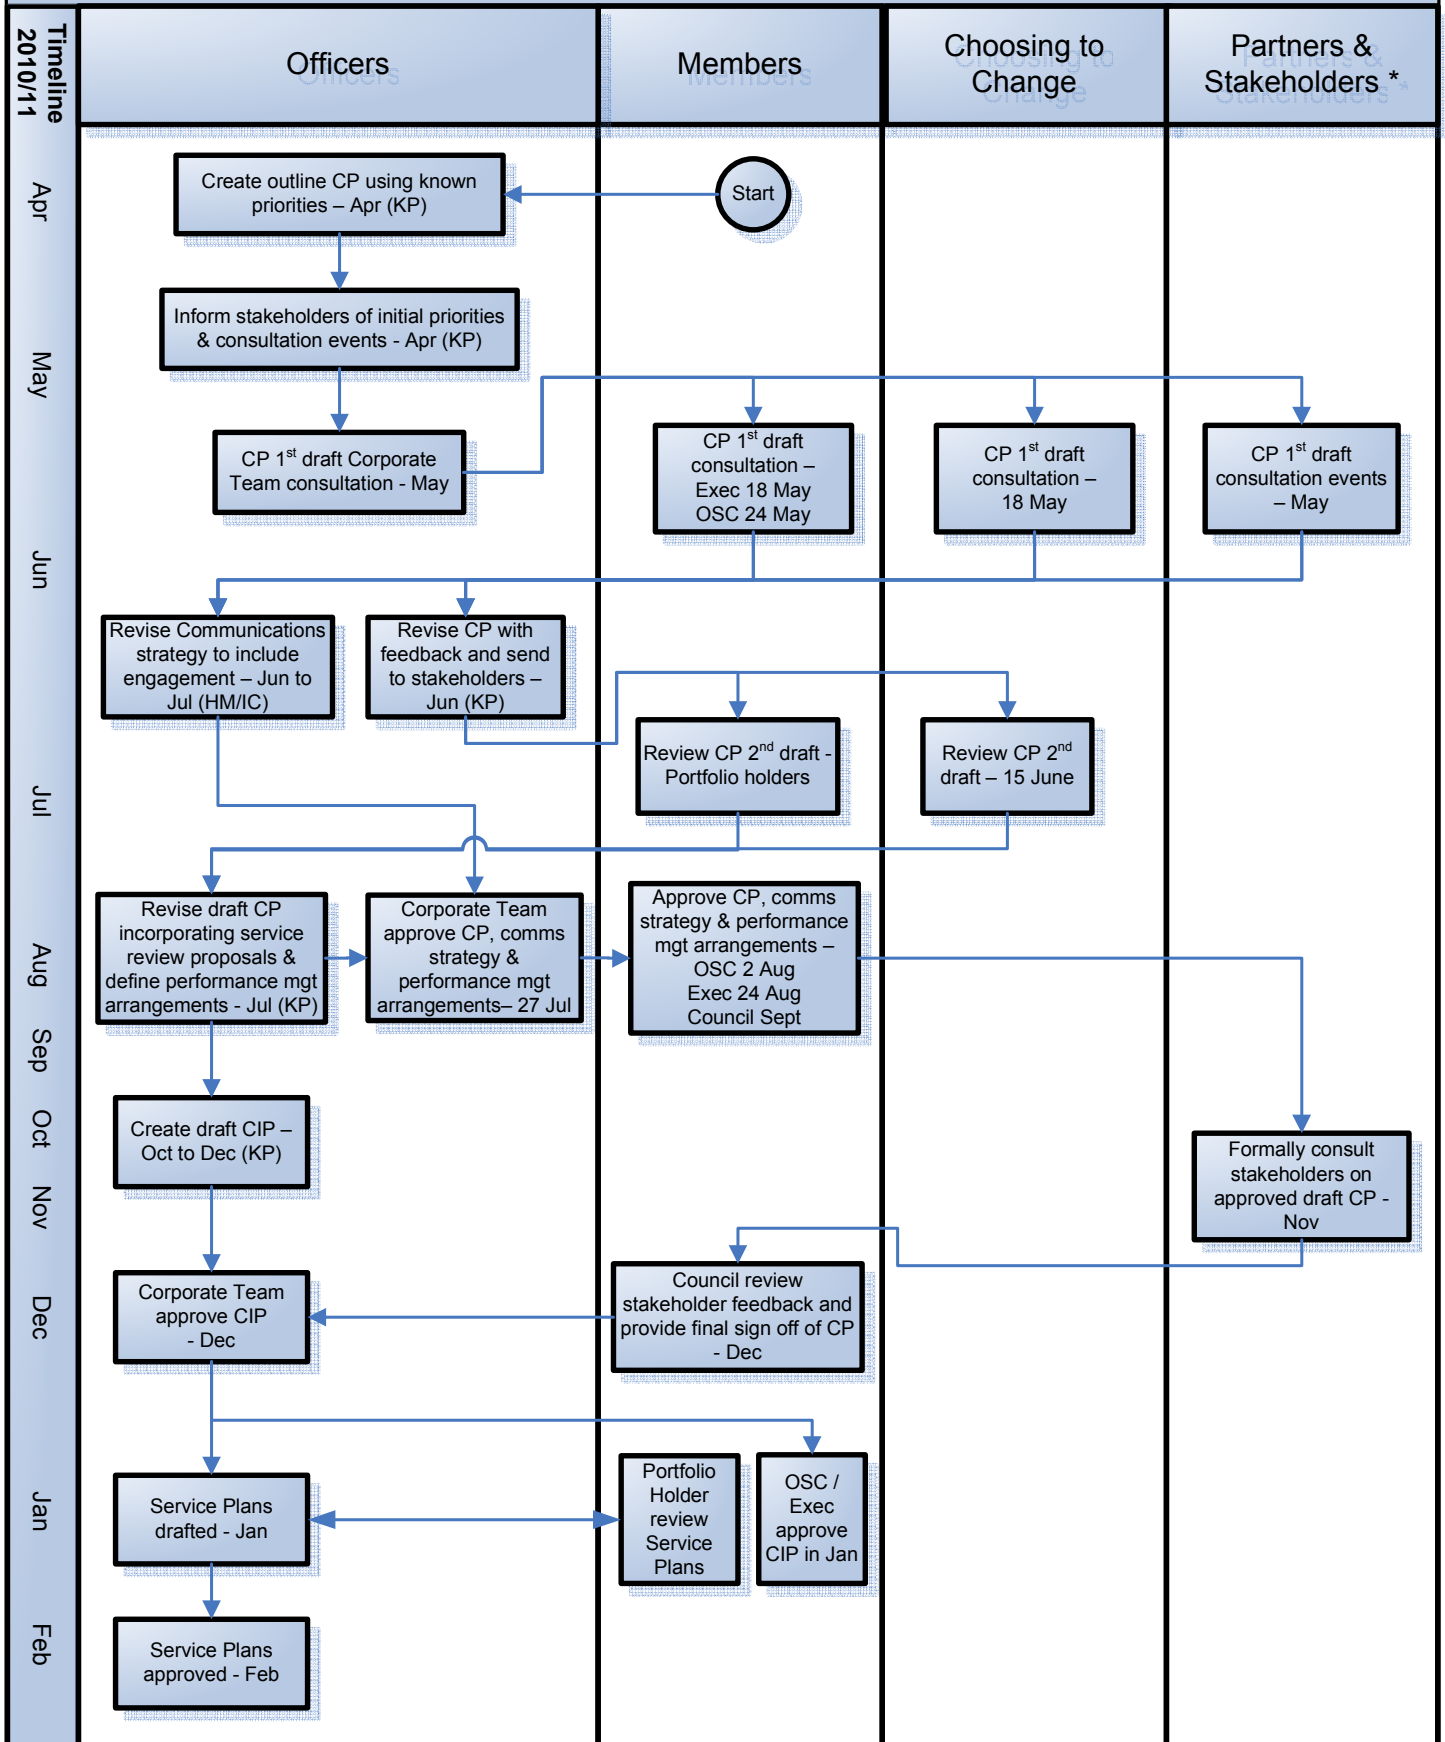 Timeline
2010/11
Officers
Members
Choosing to
Change
Partners &
Stakeholders *
Apr
Create outline CP using known
priorities – Apr (KP)
Start
Inform stakeholders of initial priorities
& consultation events - Apr (KP)
May
CP 1st draft Corporate
Team consultation - May
CP 1st draft
consultation –
Exec 18 May
OSC 24 May
CP 1st draft
consultation –
18 May
CP 1st draft
consultation events
– May
Jun
Revise Communications
strategy to include
engagement – Jun to
Jul (HM/IC)
Revise CP with
feedback and send
to stakeholders –
Jun (KP)
Review CP 2nd draft -
Portfolio holders
Review CP 2nd
draft – 15 June
Jul
Revise draft CP
incorporating service
review proposals &
define performance mgt
arrangements - Jul (KP)
Corporate Team
approve CP, comms
strategy &
performance mgt
arrangements– 27 Jul
Approve CP, comms
strategy & performance
mgt arrangements –
OSC 2 Aug
Exec 24 Aug
Council Sept
Aug
Sep
Oct
Create draft CIP –
Oct to Dec (KP)
Formally consult
stakeholders on
approved draft CP -
Nov
Nov
Corporate Team
approve CIP
- Dec
Council review
stakeholder feedback and
provide final sign off of CP
- Dec
Dec
Jan
Service Plans
drafted - Jan
Portfolio
Holder
review
Service
Plans
OSC /
Exec
approve
CIP in Jan
Feb
Service Plans
approved - Feb